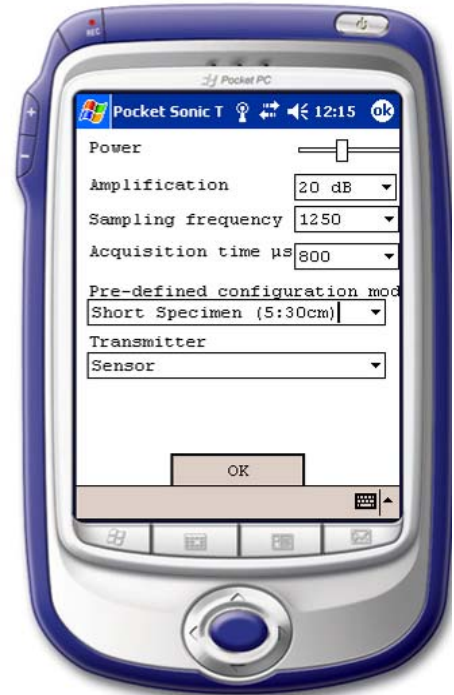 REC
Pocket PC
Pocket Sonic T 12:15 ok
Power
Amplification 20 dB
Sampling frequency 1250
Acquisition time µs 800
Pre-defined configuration mod
Short Specimen (5:30cm)
Transmitter
Sensor
OK